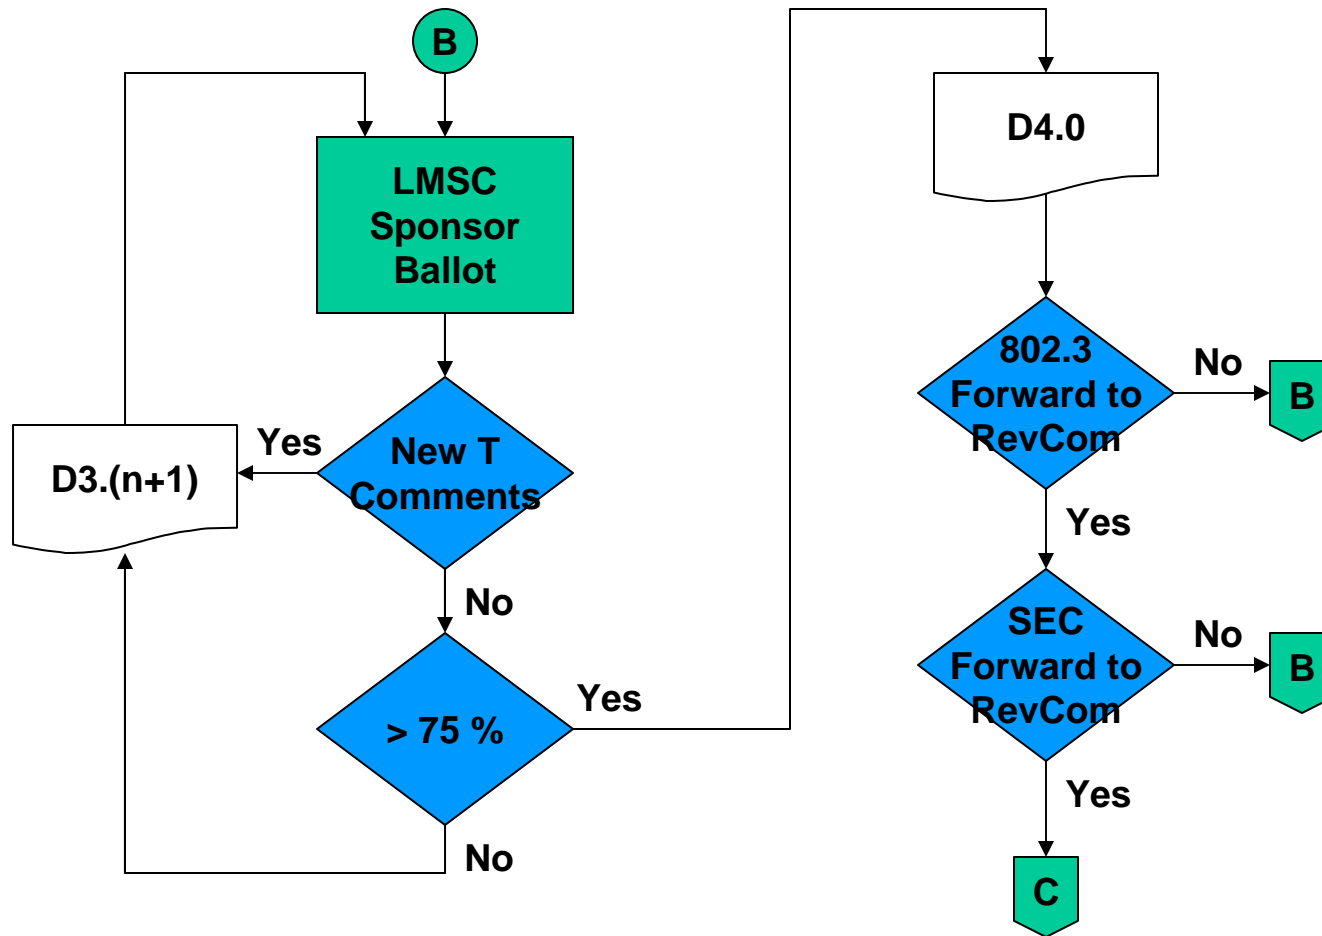 B
LMSC
Sponsor
Ballot
New T
Comments
Yes
D3.(n+1)
No
> 75 %
Yes
No
D4.0
802.3
Forward to
RevCom
No
B
Yes
SEC
Forward to
RevCom
No
B
Yes
C